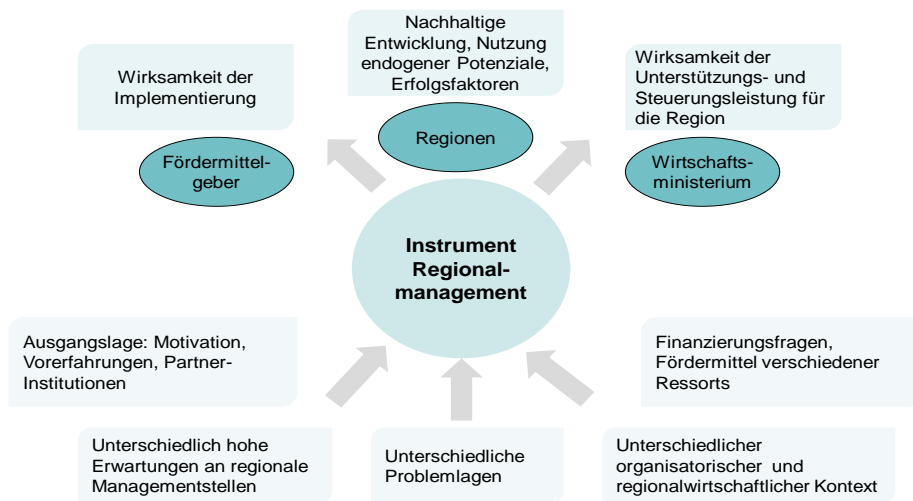 Nachhaltige
Entwicklung, Nutzung
endogener Potenziale,
Erfolgsfaktoren
Wirksamkeit der
Implementierung
Wirksamkeit der
Unterstützungs- und
Steuerungsleistung für
die Region
Fördermittel-
geber
Regionen
Wirtschafts-
ministerium
Instrument
Regional-
management
Ausgangslage: Motivation,
Vorerfahrungen, Partner-
Institutionen
Finanzierungsfragen,
Fördermittel verschiedener
Ressorts
Unterschiedlich hohe
Erwartungen an regionale
Managementstellen
Unterschiedliche
Problemlagen
Unterschiedlicher
organisatorischer und
regionalwirtschaftlicher Kontext